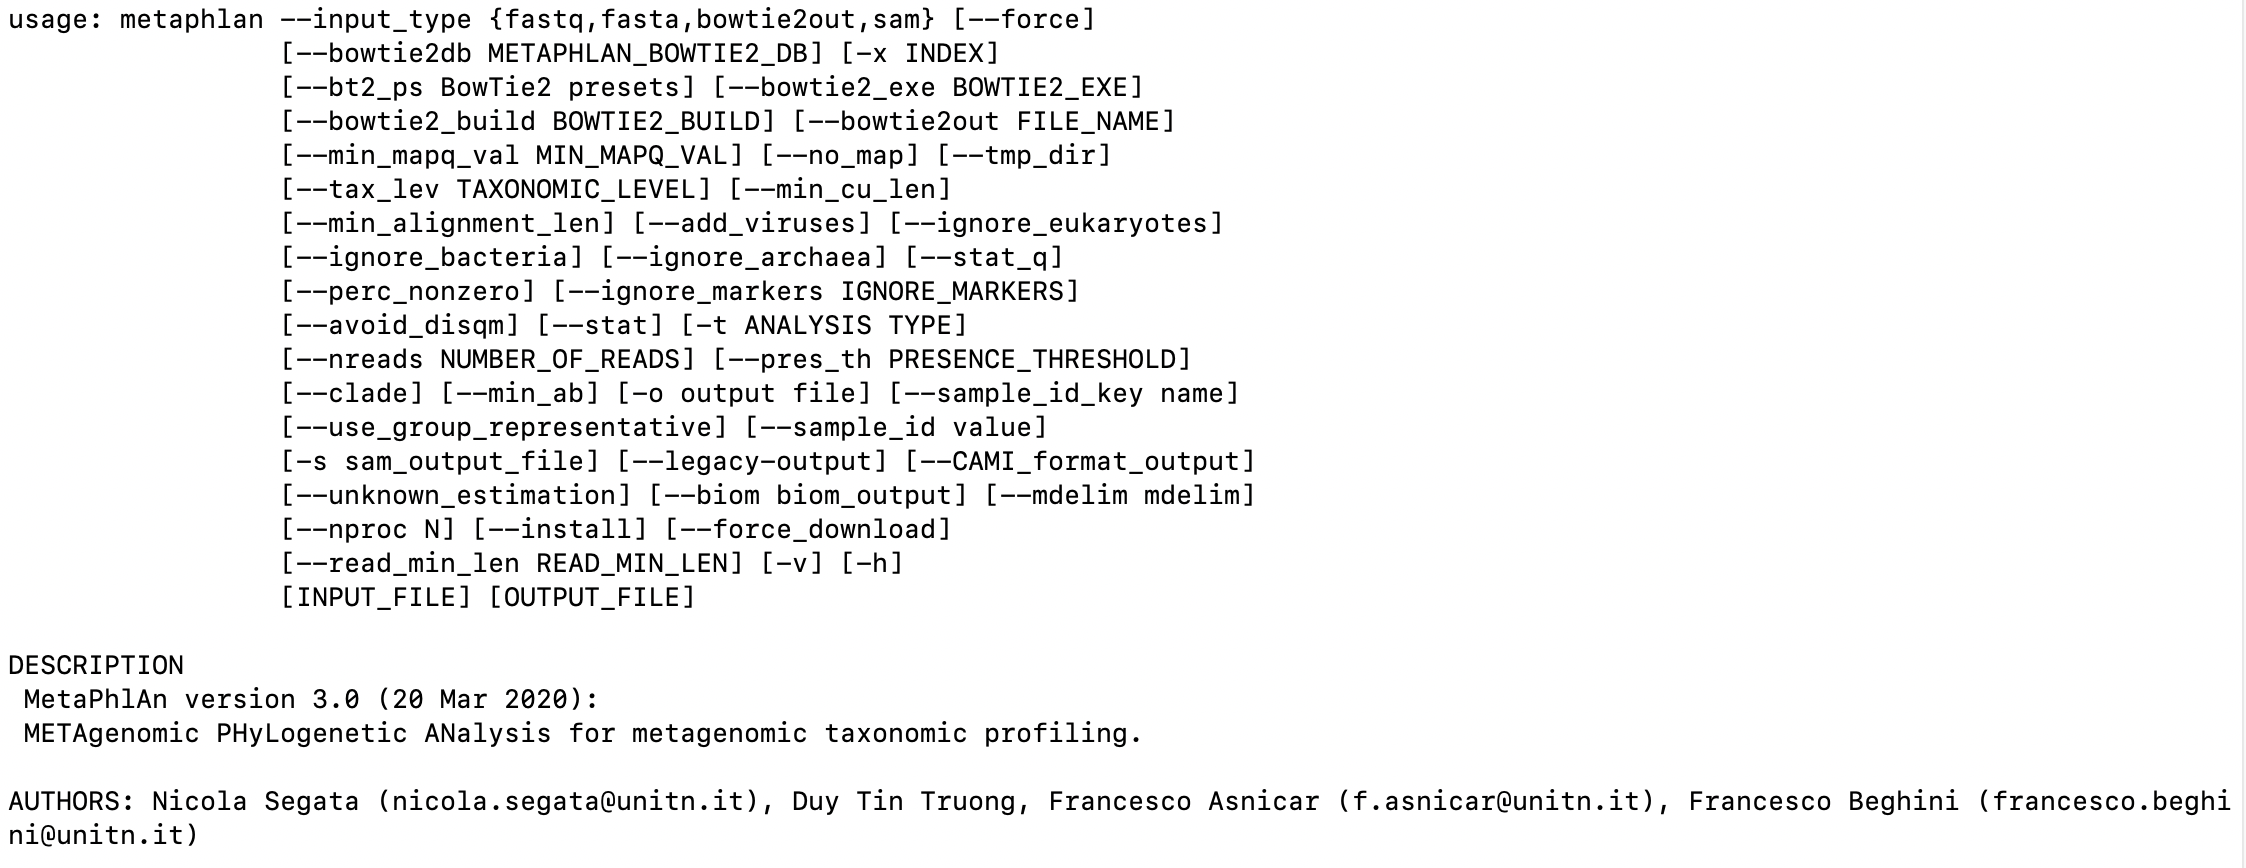 usage: metaphlan --input_type {fastq,fasta,bowtie2out,sam} [--force]
                 [--bowtie2db METAPHLAN_BOWTIE2_DB] [-x INDEX]
                 [--bt2_ps BowTie2 presets] [--bowtie2_exe BOWTIE2_EXE]
                 [--bowtie2_build BOWTIE2_BUILD] [--bowtie2out FILE_NAME]
                 [--min_mapq_val MIN_MAPQ_VAL] [--no_map] [--tmp_dir]
                 [--tax_lev TAXONOMIC_LEVEL] [--min_cu_len]
                 [--min_alignment_len] [--add_viruses] [--ignore_eukaryotes]
                 [--ignore_bacteria] [--ignore_archaea] [--stat_q]
                 [--perc_nonzero] [--ignore_markers IGNORE_MARKERS]
                 [--avoid_disqm] [--stat] [-t ANALYSIS TYPE]
                 [--nreads NUMBER_OF_READS] [--pres_th PRESENCE_THRESHOLD]
                 [--clade] [--min_ab] [-o output file] [--sample_id_key name]
                 [--use_group_representative] [--sample_id value]
                 [-s sam_output_file] [--legacy-output] [--CAMI_format_output]
                 [--unknown_estimation] [--biom biom_output] [--mdelim mdelim]
                 [--nproc N] [--install] [--force_download]
                 [--read_min_len READ_MIN_LEN] [-v] [-h]
                 [INPUT_FILE] [OUTPUT_FILE]

DESCRIPTION
 MetaPhlAn version 3.0 (20 Mar 2020):
 METAgenomic PHyLogenetic ANalysis for metagenomic taxonomic profiling.

AUTHORS: Nicola Segata (nicola.segata@unitn.it), Duy Tin Truong, Francesco Asnicar (f.asnicar@unitn.it), Francesco Beghini (francesco.beghi
ni@unitn.it)